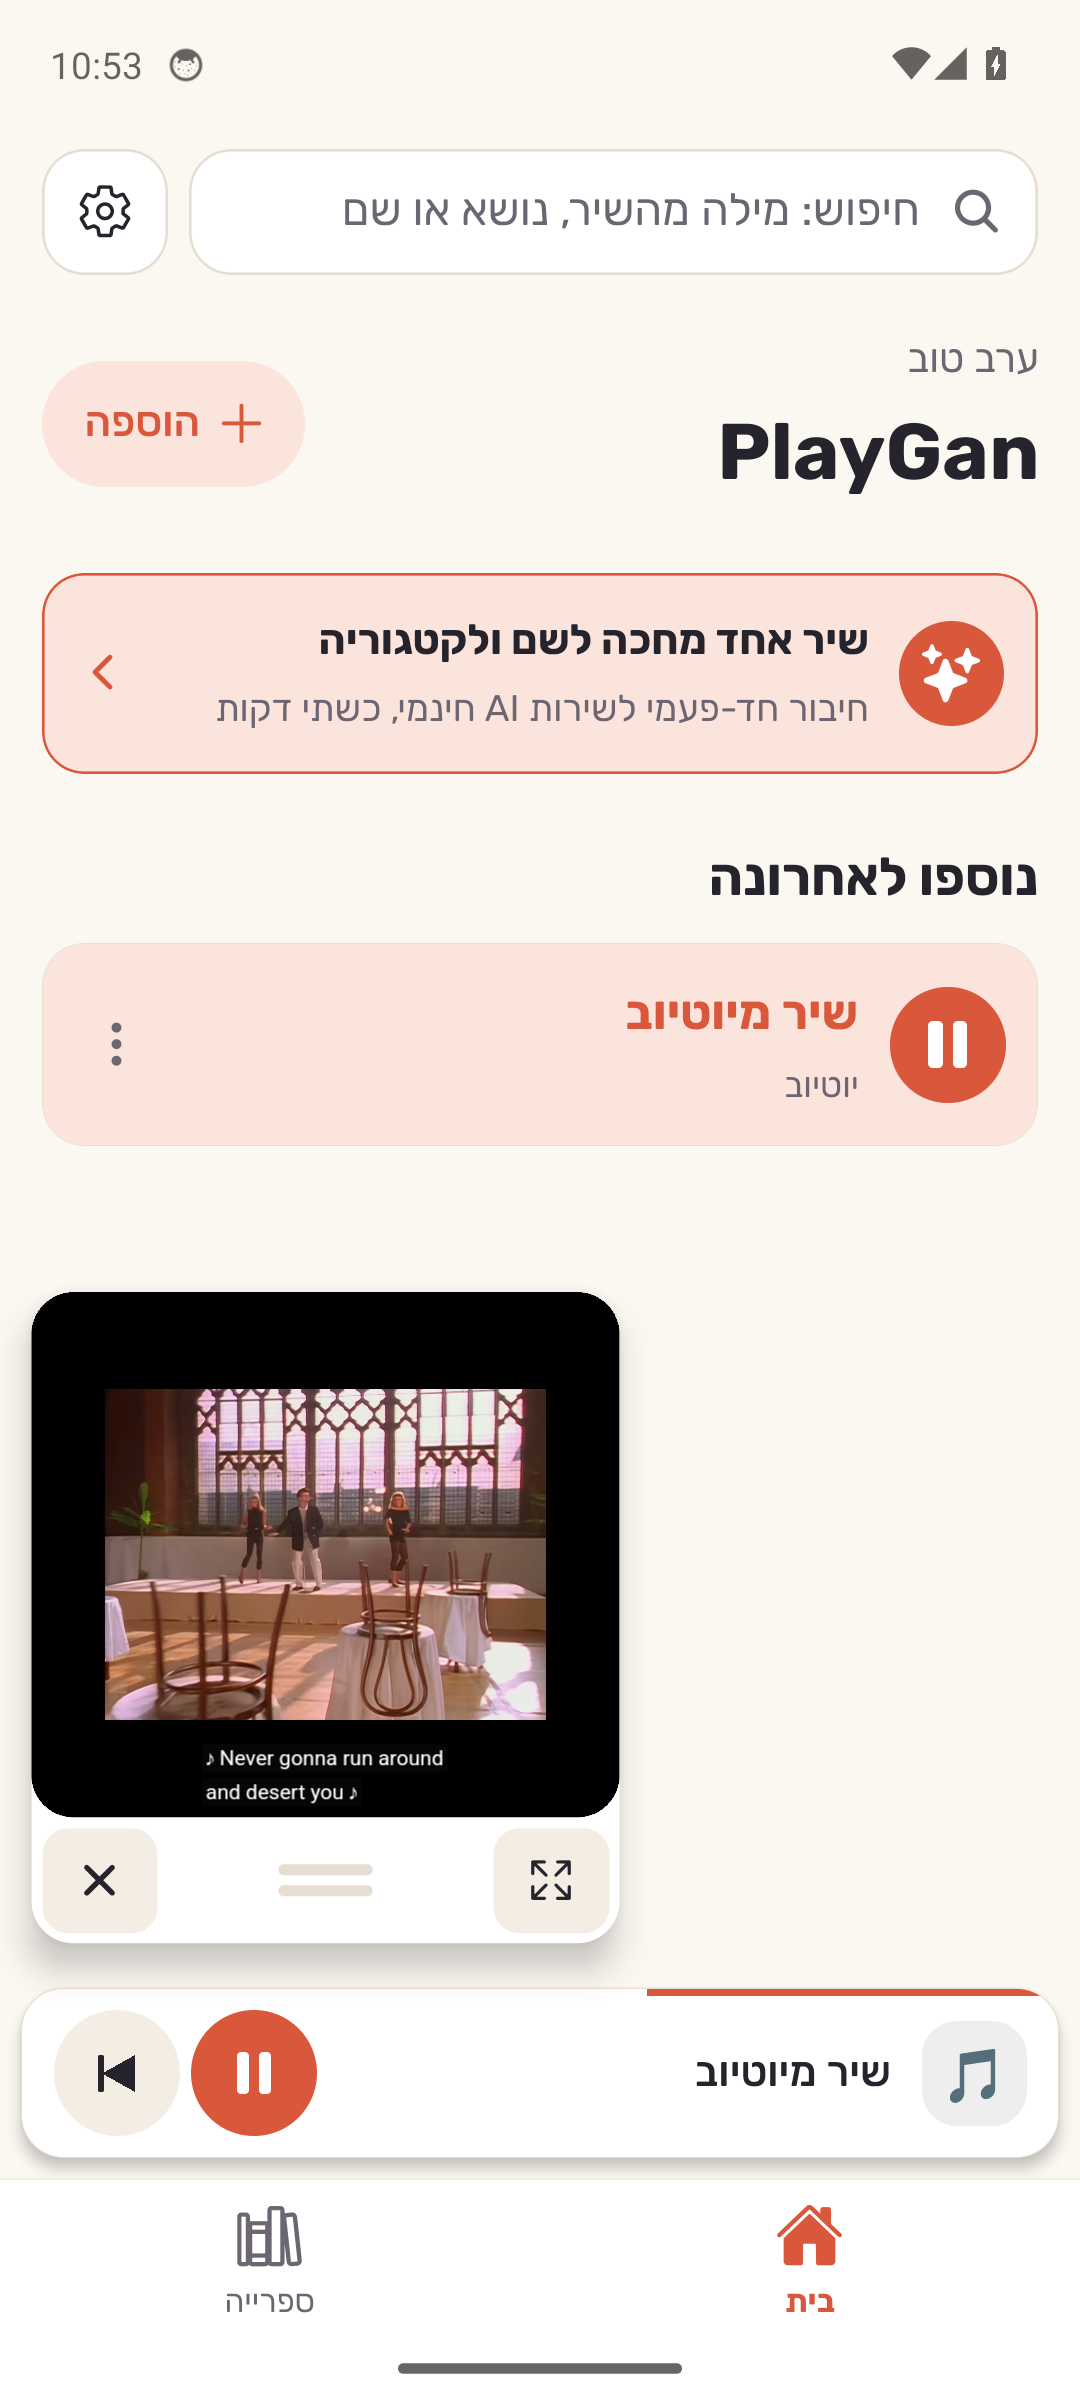 10:53
חיפוש: מילה מהשיר, נושא או שם
ערב טוב
PlayGan
הוספה
שיר אחד מחכה לשם ולקטגוריה
חיבור חד-פעמי לשירות AI חינמי, כשתי דקות
נוספו לאחרונה
שיר מיוטיוב
יוטיוב
♪ Never gonna run around
and desert you ♪
שיר מיוטיוב
בית
ספרייה